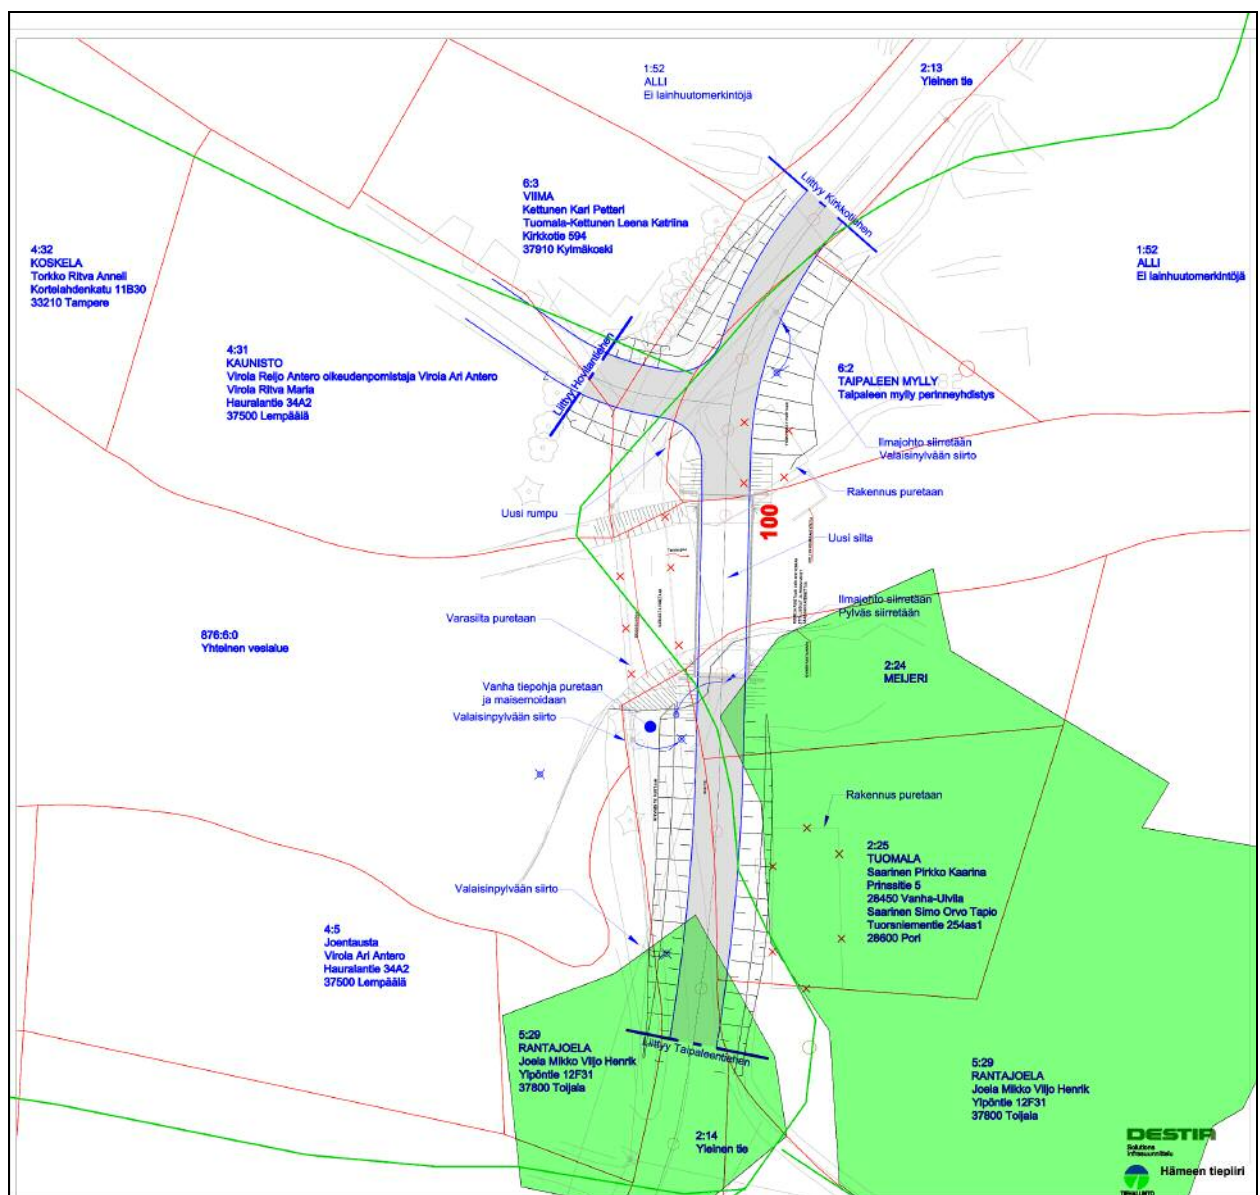 1:52
ALLI
Ei lainhuutomerkintöjä
2:13
Yleinen tie
6:3
VIIMA
Kettunen Kari Petteri
Tuomala-Kettunen Leena Katriina
Kirkkotie 594
37910 Kylmäkoski
Liittyy Kirkkotiehen
4:32
KOSKELA
Torkko Ritva Anneli
Kortelahdenkatu 11B30
33210 Tampere
1:52
ALLI
Ei lainhuutomerkintöjä
4:31
KAUNISTO
Virola Reijo Antero oikeudenpomistaja Virola Ari Antero
Virola Ritva Maria
Hauralantie 34A2
37500 Lempäälä
Liittyy Hovilantiehen
6:2
TAIPALEEN MYLLY
Taipaleen mylly perinneyhdistys
Ilmajohto siirretään
Valaisinylvään siirto
Rakennus puretaan
Uusi rumpu
100
Uusi silta
Varasilta puretaan
Ilmajohto siirretään
Pylväs siirretään
876:6:0
Yhteinen vesialue
2:24
MEIJERI
Vanha tiepohja puretaan
ja maisemoidaan
Valaisinpylvään siirto
Rakennus puretaan
2:25
TUOMALA
Saarinen Pirkko Kaarina
Prinssitie 5
28450 Vanha-Ulvila
Saarinen Simo Orvo Tapio
Tuorsniementie 254as1
28600 Pori
Valaisinpylvään siirto
4:5
Joentausta
Virola Ari Antero
Hauralantie 34A2
37500 Lempäälä
5:29
RANTAJOELA
Joela Mikko Viljo Henrik
Ylpöntie 12F31
37800 Toijala
Liittyy Taipaleentiehen
5:29
RANTAJOELA
Joela Mikko Viljo Henrik
Ylpöntie 12F31
37800 Toijala
2:14
Yleinen tie
DESTIA
Solutions
Infrasuunnittelu
Hämeen tiepiiri
TIEHALLINTO